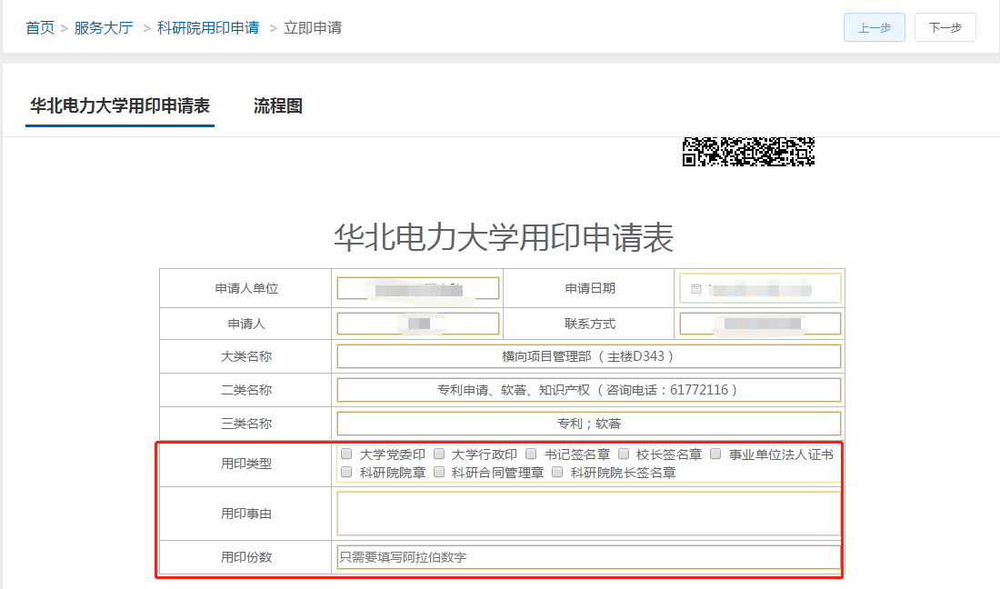 首页 > 服务大厅 > 科研院用印申请 > 立即申请 上一步 下一步
华北电力大学用印申请表 流程图
华北电力大学用印申请表
申请人单位 申请日期
申请人 联系方式
大类名称 横向项目管理部（主楼D343）
二类名称 专利申请、软著、知识产权（咨询电话：61772116）
三类名称 专利；软著
用印类型 大学党委印 大学行政印 书记签名章 校长签名章 事业单位法人证书
科研院院章 科研合同管理章 科研院院长签名章
用印事由
用印份数 只需要填写阿拉伯数字